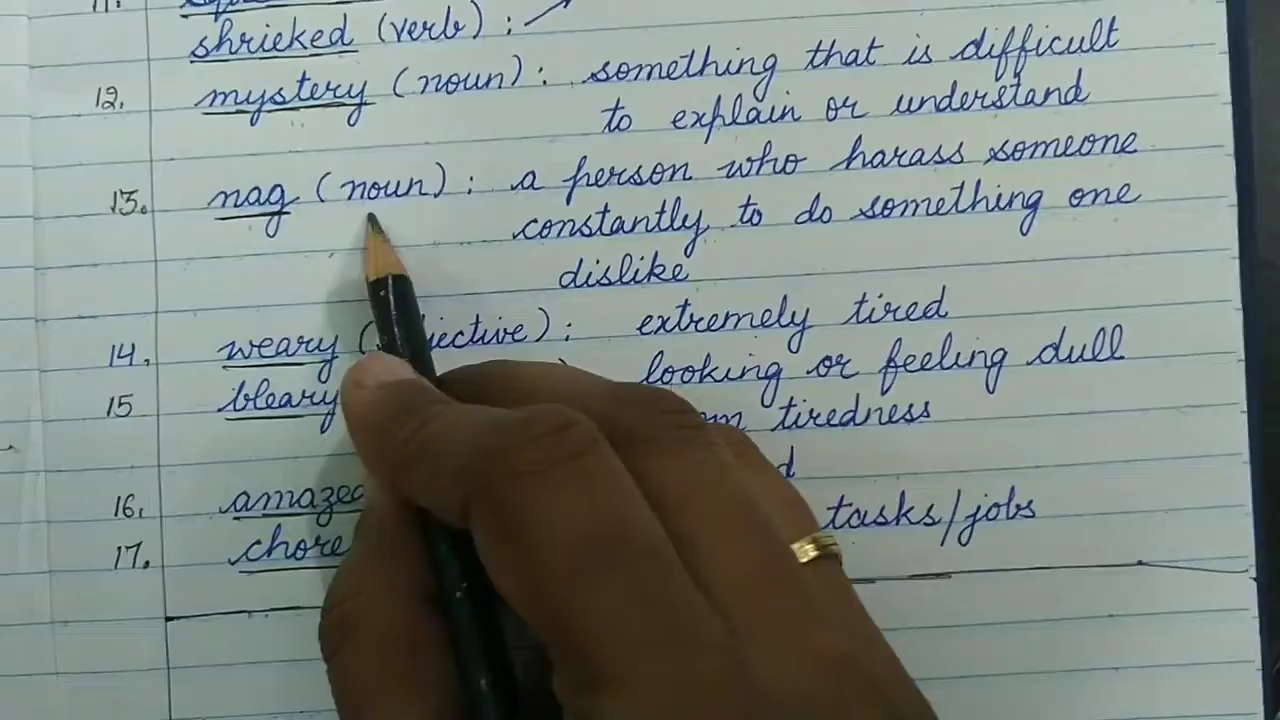 11.
shrieked (verb) :
12. mystery (noun) : something that is difficult
to explain or understand
13. nag (noun) : a person who harass someone
constantly to do something one
dislike
14. weary ( jective) : extremely tired
15 bleary looking or feeling dull
tiredness
16. amazed
17. chore tasks/jobs